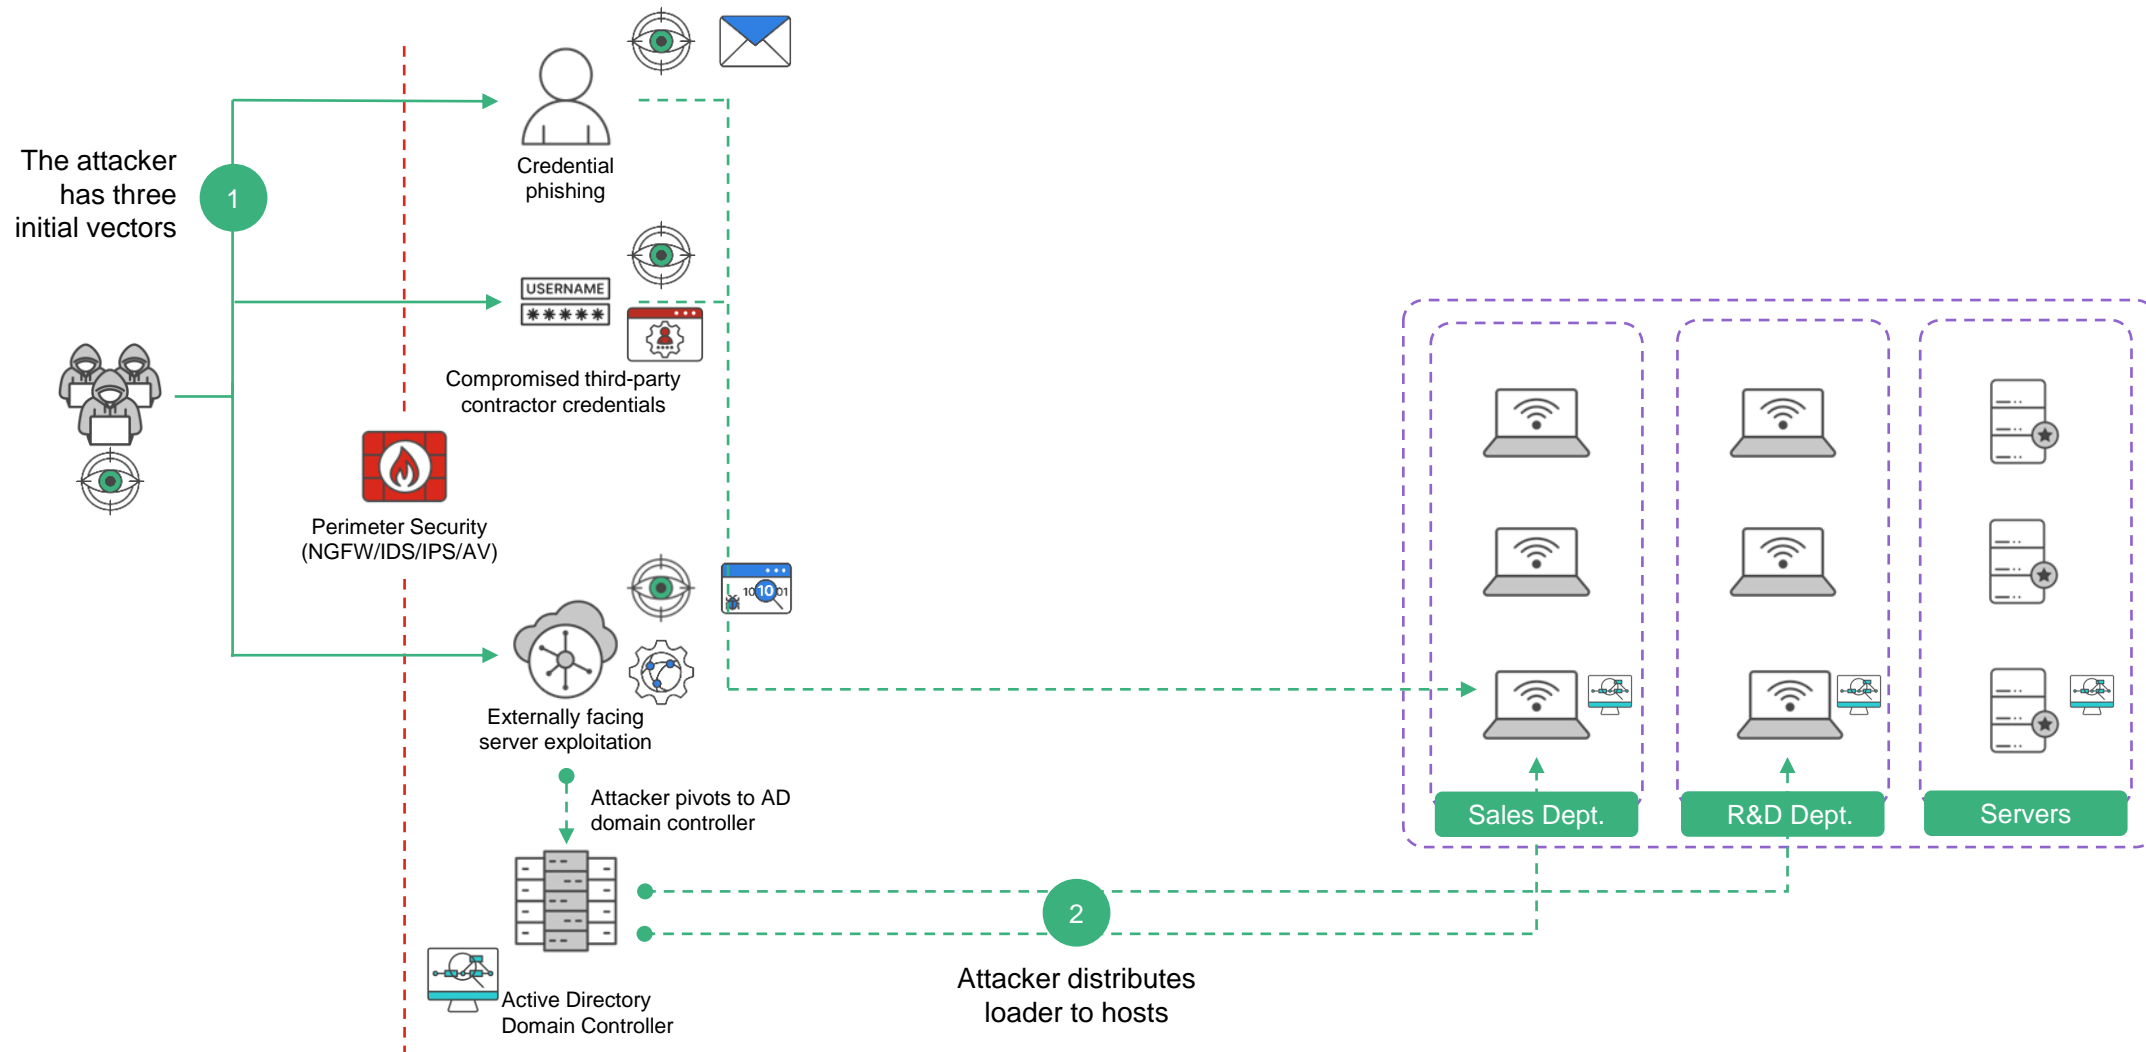 The attacker
has three
initial vectors
1
Credential
phishing
USERNAME
*****
Compromised third-party
contractor credentials
Perimeter Security
(NGFW/IDS/IPS/AV)
10 10 01
Externally facing
server exploitation
Attacker pivots to AD
domain controller
Active Directory
Domain Controller
2
Attacker distributes
loader to hosts
Sales Dept.
R&D Dept.
Servers